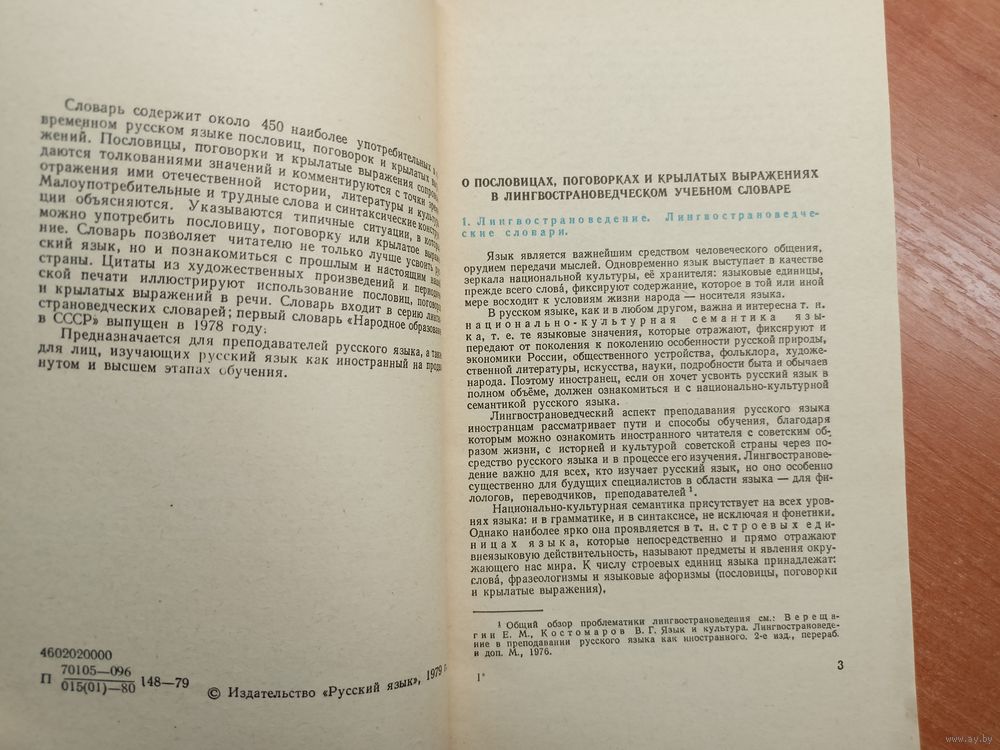 Словарь содержит около 450 наиболее употребительных в
временном русском языке пословиц, поговорок и крылатых
жений. Пословицы, поговорки и крылатые выражения
даются толкованиями значений и комментируются с точки
отражения ими отечественной истории, литературы и
Малоупотребительные и трудные слова и синтаксические
ции объясняются. Указываются типичные ситуации, в
можно употребить пословицу, поговорку или крылатое
ние. Словарь позволяет читателю не только лучше усвоить
ский язык, но и познакомиться с прошлым и настоящим
страны. Цитаты из художественных произведений и
ской печати иллюстрируют использование пословиц,
и крылатых выражений в речи. Словарь входит в серию
страноведческих словарей; первый словарь «Народное
в СССР» выпущен в 1978 году.
Предназначается для преподавателей русского языка, а
для лиц, изучающих русский язык как иностранный на
нутом и высшем этапах обучения.
4602020000
П 70105—096
015(01)—80 148—79
© Издательство «Русский язык», 1979
О ПОСЛОВИЦАХ, ПОГОВОРКАХ И КРЫЛАТЫХ ВЫРАЖЕНИЯХ
В ЛИНГВОСТРАНОВЕДЧЕСКОМ УЧЕБНОМ СЛОВАРЕ
1. Лингвострановедение. Лингвострановедче-
ские словари.
Язык является важнейшим средством человеческого общения,
орудием передачи мыслей. Одновременно язык выступает в качестве
зеркала национальной культуры, её хранителя: языковые единицы,
прежде всего словá, фиксируют содержание, которое в той или иной
мере восходит к условиям жизни народа — носителя языка.
В русском языке, как и в любом другом, важна и интересна т. н.
национально-культурная семантика язы-
ка, т. е. те языковые значения, которые отражают, фиксируют и
передают от поколения к поколению особенности русской природы,
экономики России, общественного устройства, фольклора, художе-
ственной литературы, искусства, науки, подробности быта и обычаев
народа. Поэтому иностранец, если он хочет усвоить русский язык в
полном объёме, должен ознакомиться и с национально-культурной
семантикой русского языка.
Лингвострановедческий аспект преподавания русского языка
иностранцам рассматривает пути и способы обучения, благодаря
которым можно ознакомить иностранного читателя с советским об-
разом жизни, с историей и культурой советской страны через по-
средство русского языка и в процессе его изучения. Лингвострановe-
дение важно для всех, кто изучает русский язык, но оно особенно
существенно для будущих специалистов в области языка — для фи-
лологов, переводчиков, преподавателей ¹.
Национально-культурная семантика присутствует на всех уров-
нях языка: и в грамматике, и в синтаксисе, не исключая и фонетики.
Однако наиболее ярко она проявляется в т. н. строевых еди-
ницах языка, которые непосредственно и прямо отражают
внеязыковую действительность, называют предметы и явления окру-
жающего нас мира. К числу строевых единиц языка принадлежат:
словá, фразеологизмы и языковые афоризмы (пословицы, поговорки
и крылатые выражения).
¹ Общий обзор проблематики лингвострановедения см.: Вереща-
гин Е. М., Костомаров В. Г. Язык и культура. Лингвострановеде-
ние в преподавании русского языка как иностранного. 2-е изд., перераб.
и доп. М., 1976.
1*
3
www.ay.by